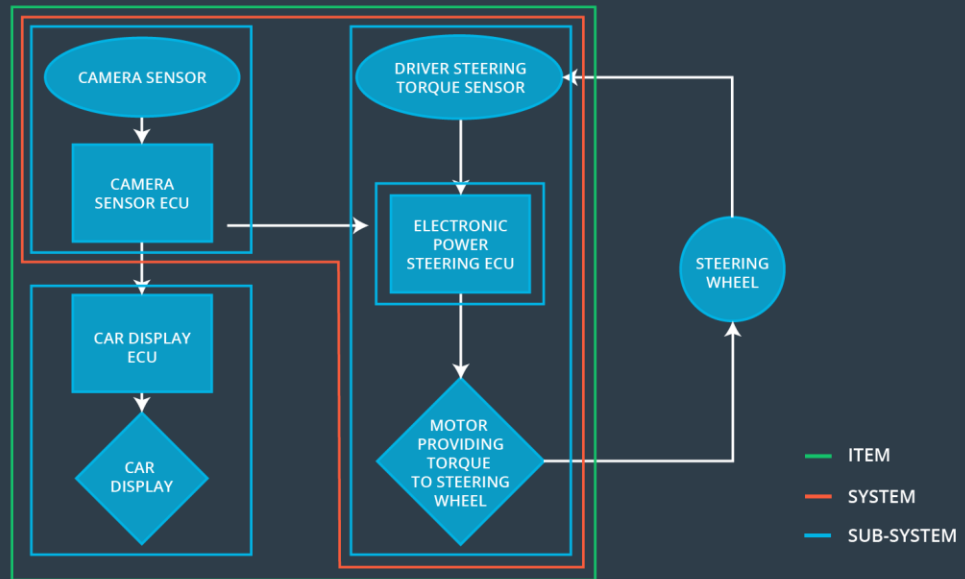 CAMERA SENSOR
CAMERA
SENSOR ECU
CAR DISPLAY
ECU
CAR
DISPLAY
DRIVER STEERING
TORQUE SENSOR
ELECTRONIC
POWER
STEERING ECU
MOTOR
PROVIDING
TORQUE
TO STEERING
WHEEL
STEERING
WHEEL
ITEM
SYSTEM
SUB-SYSTEM